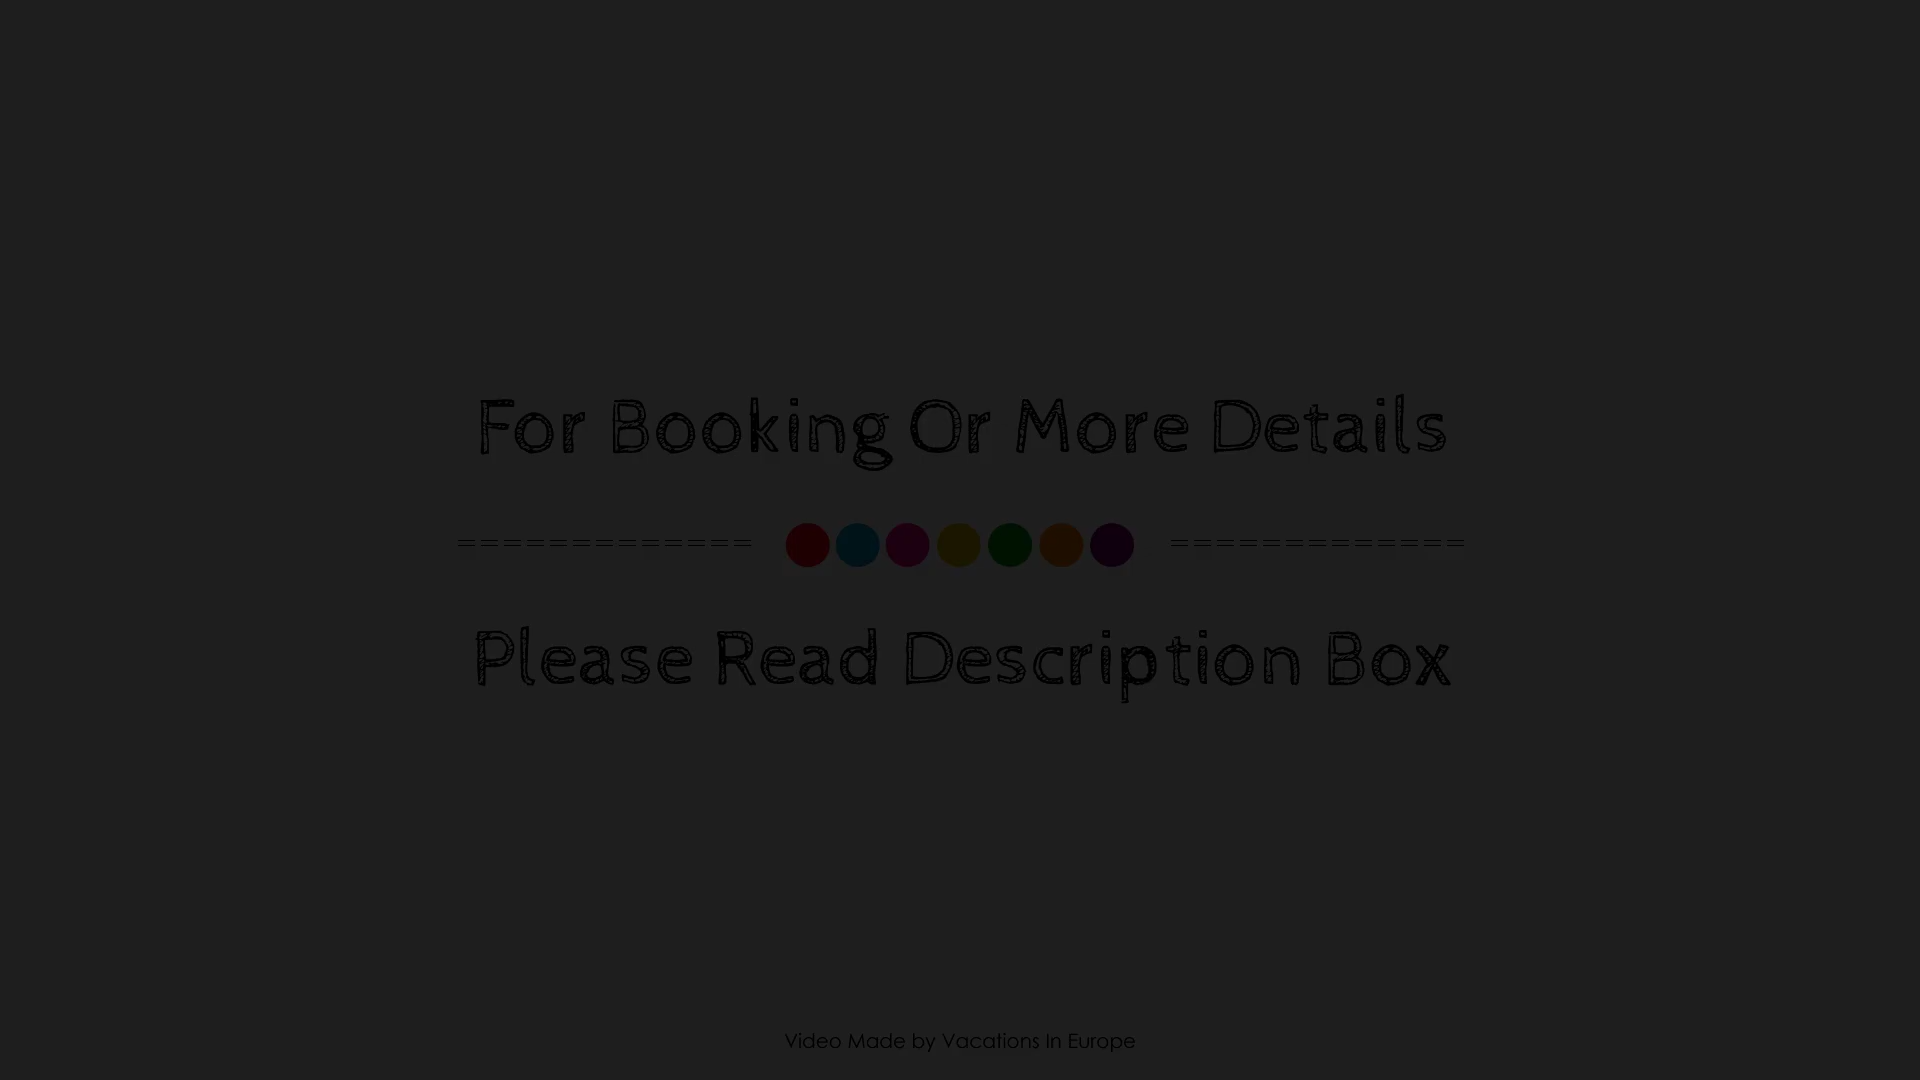 For Booking Or More Details
============= =============
Please Read Description Box
Video Made by Vacations In Europe